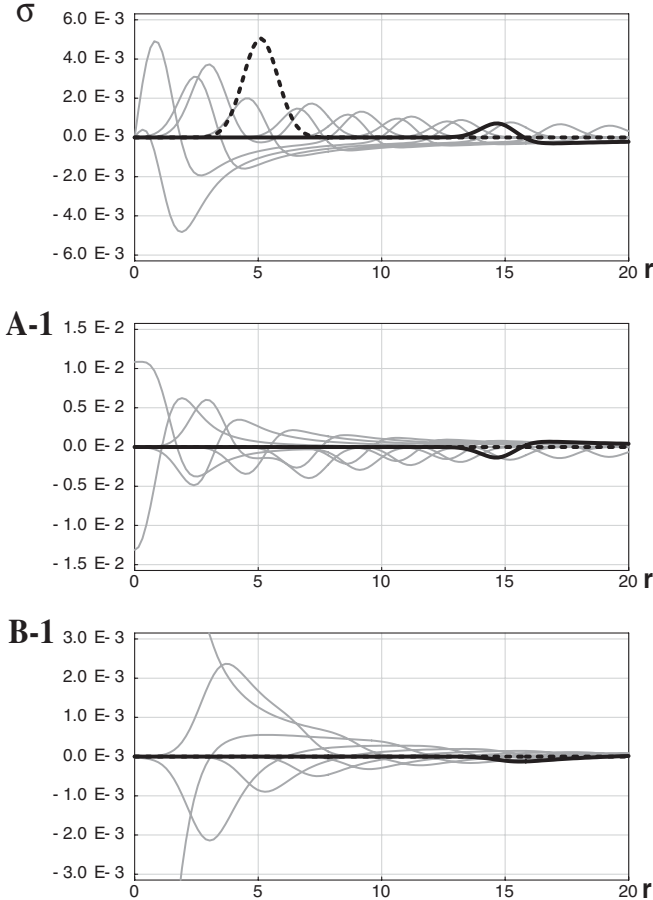 σ
6.0 E- 3
4.0 E- 3
2.0 E- 3
0.0 E- 3
- 2.0 E- 3
- 4.0 E- 3
- 6.0 E- 3
0 5 10 15 20 r
A-1
1.5 E- 2
1.0 E- 2
0.5 E- 2
0.0 E- 2
- 0.5 E- 2
- 1.0 E- 2
- 1.5 E- 2
0 5 10 15 20 r
B-1
3.0 E- 3
2.0 E- 3
1.0 E- 3
0.0 E- 3
- 1.0 E- 3
- 2.0 E- 3
- 3.0 E- 3
0 5 10 15 20 r